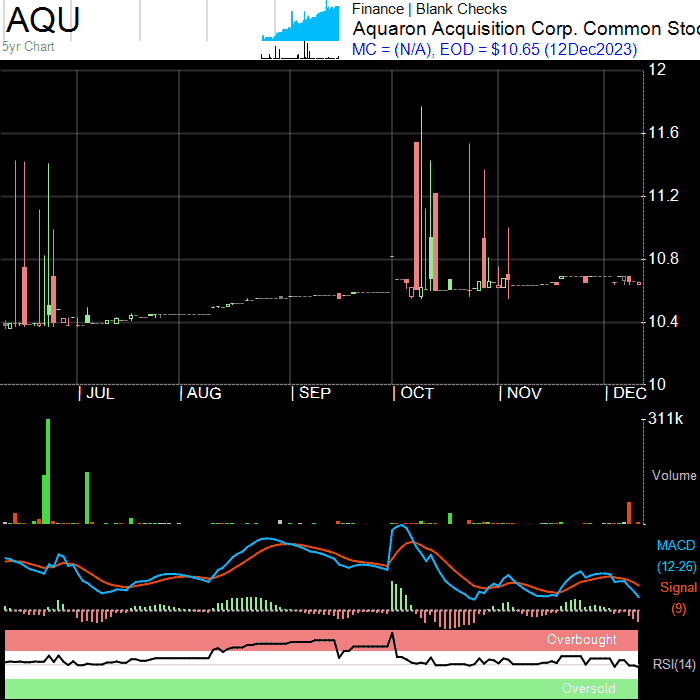 AQU
5yr Chart
Finance | Blank Checks
Aquaron Acquisition Corp. Common Stoc
MC = (N/A), EOD = $10.65 (12Dec2023)
12
11.6
11.2
10.8
10.4
10
| JUL | AUG | SEP | OCT | NOV | DEC
311k
Volume
MACD
(12-26)
Signal
(9)
Overbought
RSI(14)
Oversold